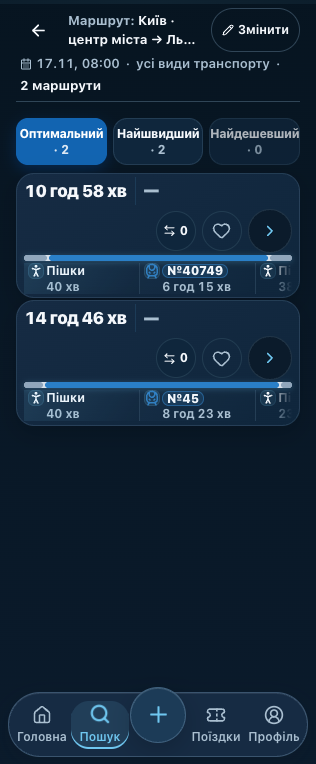 Маршрут: Київ ·
центр міста → Ль...
Змінити
17.11, 08:00 · усі види транспорту ·
2 маршрути
Оптимальний
· 2
Найшвидший
· 2
Найдешевший
· 0
10 год 58 хв —
0
Пішки
40 хв
№40749
6 год 15 хв
14 год 46 хв —
0
Пішки
40 хв
№45
8 год 23 хв
Головна
Пошук
Поїздки
Профіль